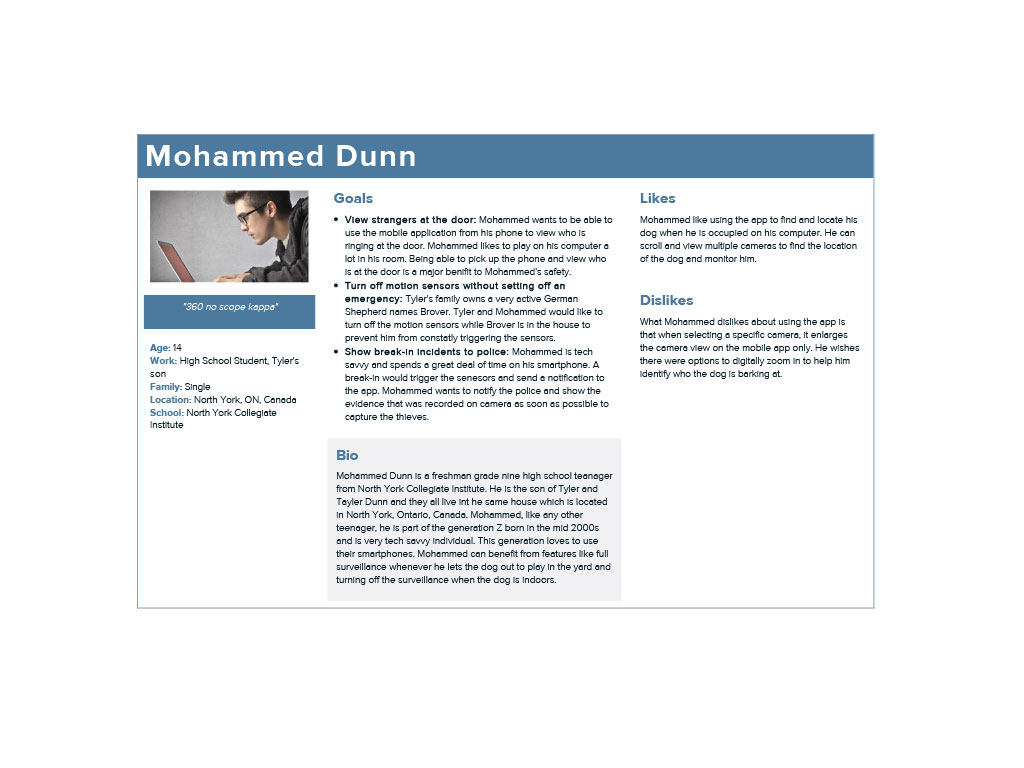 Mohammed Dunn
"360 no scope kappa"
Age: 14
Work: High School Student, Tyler's
son
Family: Single
Location: North York, ON, Canada
School: North York Collegiate
Institute
Goals
• View strangers at the door: Mohammed wants to be able to
use the mobile application from his phone to view who is
ringing at the door. Mohammed likes to play on his computer a
lot in his room. Being able to pick up the phone and view who
is at the door is a major benifit to Mohammed's safety.
• Turn off motion sensors without setting off an
emergency: Tyler's family owns a very active German
Shepherd names Brover. Tyler and Mohammed would like to
turn off the motion sensors while Brover is in the house to
prevent him from constatly triggering the sensors.
• Show break-in incidents to police: Mohammed is tech
savvy and spends a great deal of time on his smartphone. A
break-in would trigger the senesors and send a notification to
the app. Mohammed wants to notify the police and show the
evidence that was recorded on camera as soon as possible to
capture the thieves.
Bio
Mohammed Dunn is a freshman grade nine high school teanager
from North York Collegiate Institute. He is the son of Tyler and
Tayler Dunn and they all live int he same house which is located
in North York, Ontario, Canada. Mohammed, like any other
teenager, he is part of the generation Z born in the mid 2000s
and is very tech savvy individual. This generation loves to use
their smartphones. Mohammed can benefit from features like full
surveillance whenever he lets the dog out to play in the yard and
turning off the surveillance when the dog is indoors.
Likes
Mohammed like using the app to find and locate his
dog when he is occupied on his computer. He can
scroll and view multiple cameras to find the location
of the dog and monitor him.
Dislikes
What Mohammed dislikes about using the app is
that when selecting a specific camera, it enlarges
the camera view on the mobile app only. He wishes
there were options to digitally zoom in to help him
identify who the dog is barking at.